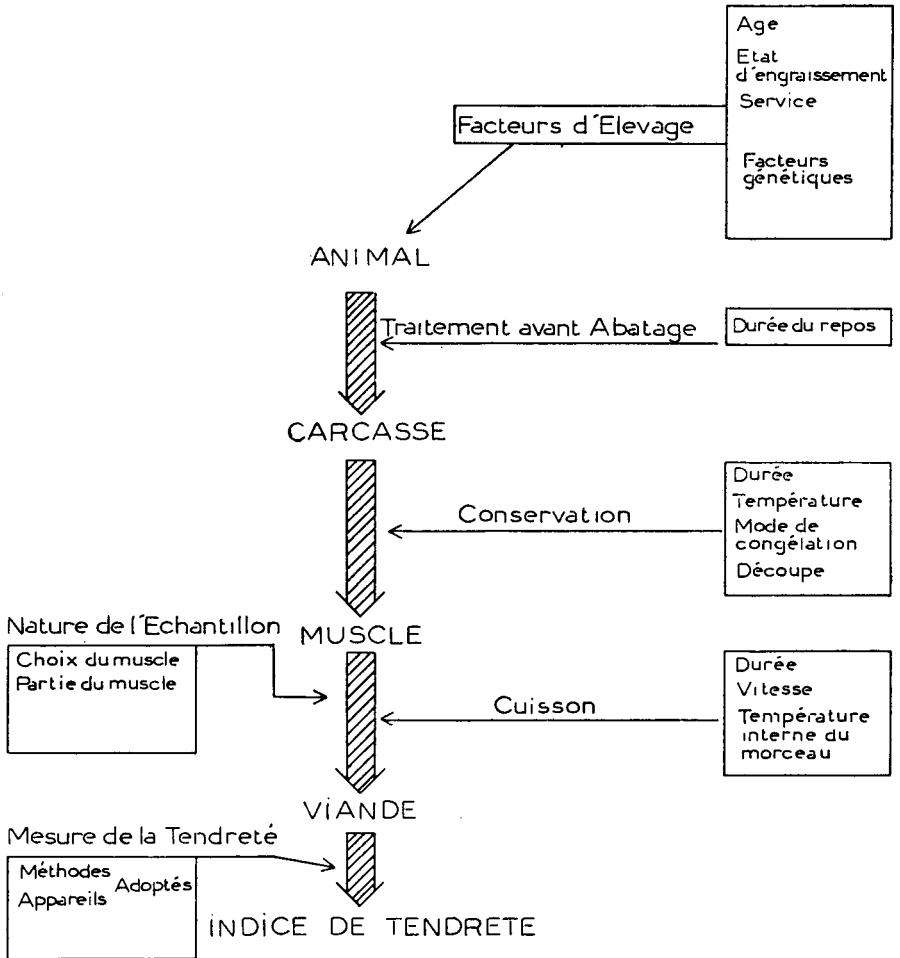 Age
Etat
d'engraissement
Service
Facteurs d'Elevage
Facteurs
génétiques
ANIMAL
Traitement avant Abatage
Durée du repos
CARCASSE
Durée
Température
Conservation
Mode de
congélation
Découpe
Nature de l'Echantillon
MUSCLE
Choix du muscle
Partie du muscle
Durée
Vitesse
Cuisson
Température
interne du
morceau
VIANDE
Mesure de la Tendreté
Méthodes
Adoptés
Appareils
INDICE DE TENDRETE